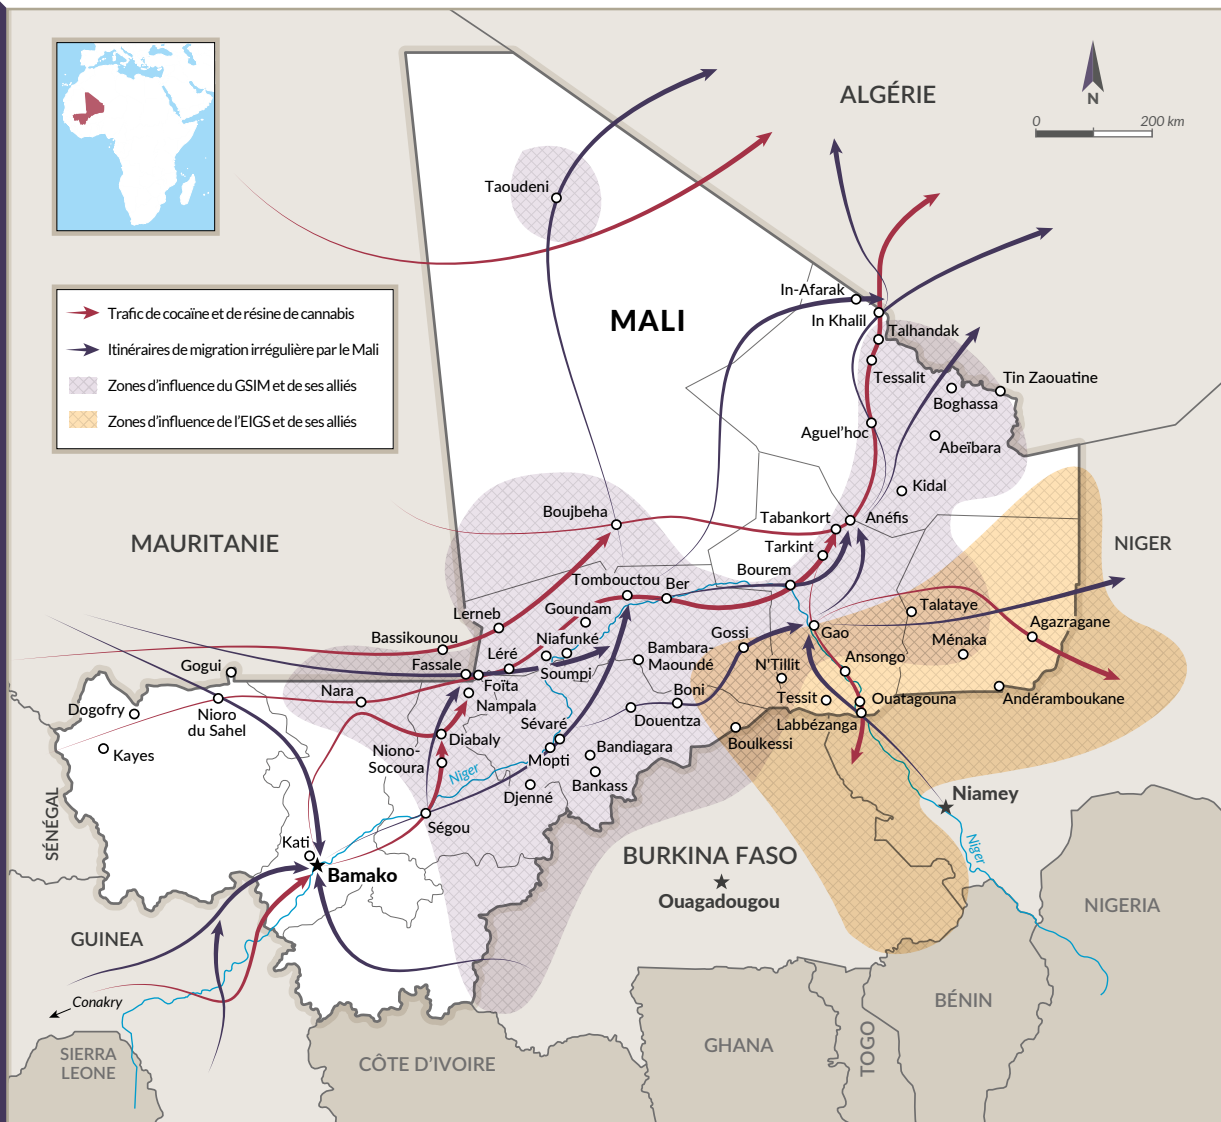 ALGÉRIE
N
0
200 km
Taoudeni
In-Afarak
In Khalil
MALI
Talhandak
Trafic de cocaïne et de résine de cannabis
Itinéraires de migration irrégulière par le Mali
Zones d'influence du GSIM et de ses alliés
Zones d'influence de l'EIGS et de ses alliés
Tessalit
Tin Zaouatine
Boghassa
Aguel'hoc
Abeïbara
Kidal
Boujbeha
Tabankort
Anéfis
MAURITANIE
NIGER
Tarkint
Bourem
Tombouctou
Ber
Lerneb
Goundam
Talataye
Bassikounou
Niafunké
Gossi
Gao
Agazragane
Bambara-
Maoundé
Ménaka
Gogui
Fassale
Léré
Soumpi
N'Tillit
Ansongo
Nara
Foïta
Nampala
Boni
Tessit
Ouatagouna
Andéramboukane
Dogofry
Nioro
du Sahel
Douentza
Labbézanga
Sévaré
Diabaly
Boulkessi
Kayes
Niono-
Socoura
Mopti
Bandiagara
Niger
Bankass
Djenné
Niamey
SÉNÉGAL
Ségou
Kati
Niger
BURKINA FASO
Bamako
Ouagadougou
NIGERIA
GUINEA
Conakry
BÉNIN
SIERRA
LEONE
CÔTE D'IVOIRE
GHANA
TOGO